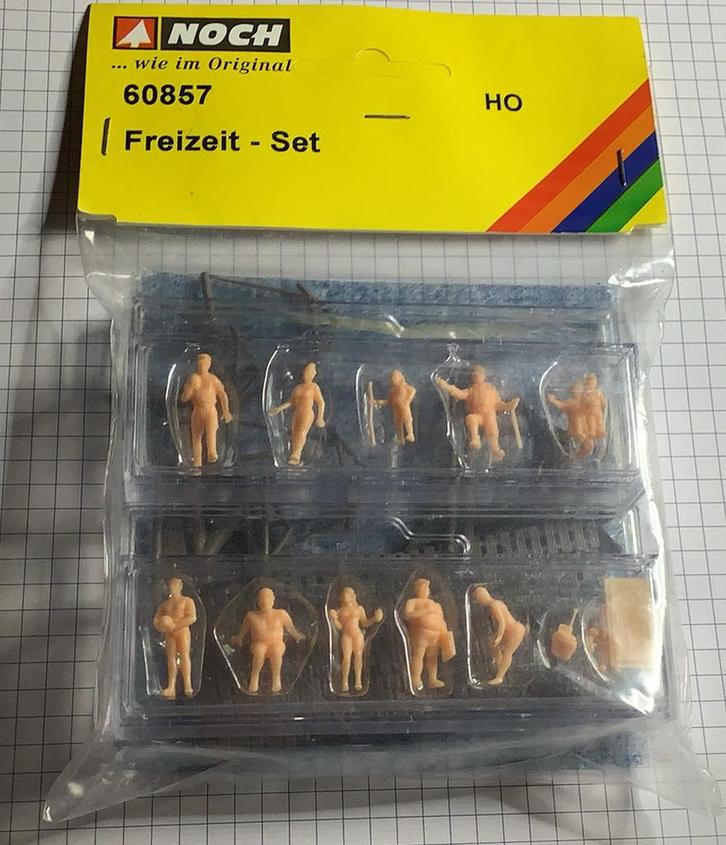 NOCH
... wie im Original
60857
HO
Freizeit - Set